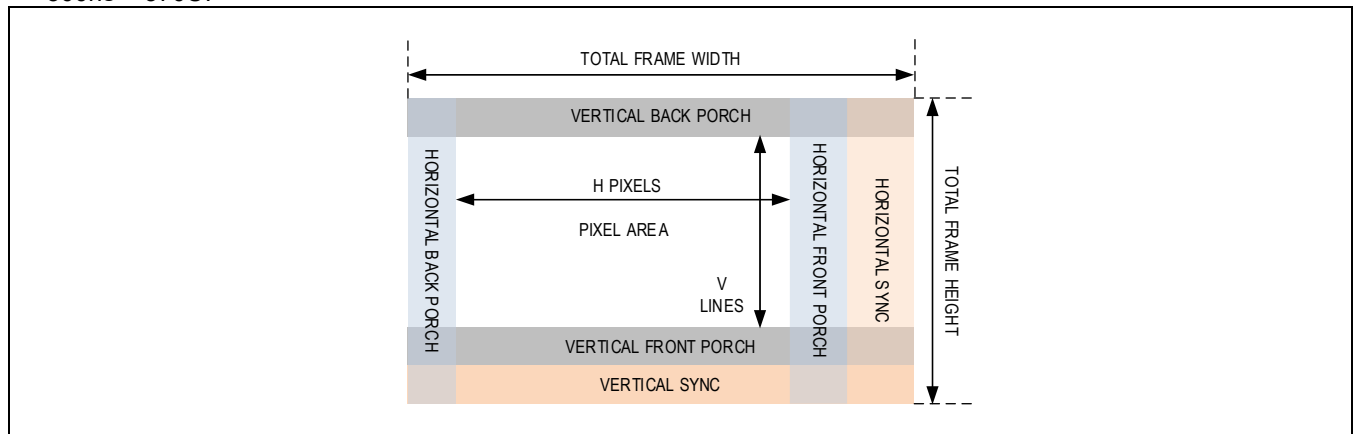 TOTAL FRAME WIDTH
VERTICAL BACK PORCH
HORIZONTAL BACK PORCH
H PIXELS
PIXEL AREA
V
LINES
HORIZONTAL FRONT PORCH
HORIZONTAL SYNC
TOTAL FRAME HEIGHT
VERTICAL FRONT PORCH
VERTICAL SYNC